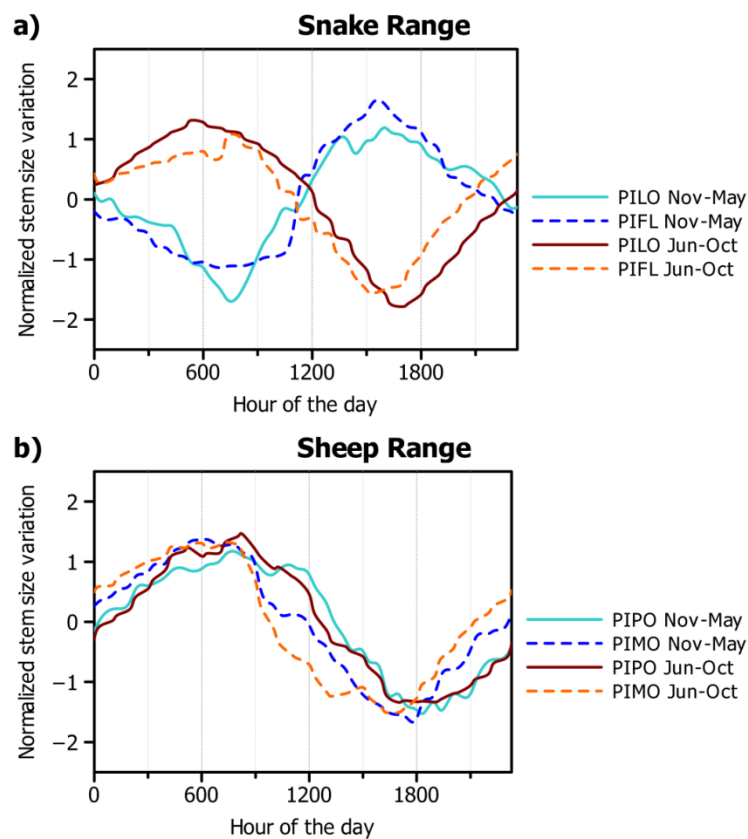 a)
Snake Range
Normalized stem size variation
2
1
0
−1
−2
0 600 1200 1800
Hour of the day
PILO Nov-May
PIFL Nov-May
PILO Jun-Oct
PIFL Jun-Oct
b)
Sheep Range
Normalized stem size variation
2
1
0
−1
−2
0 600 1200 1800
Hour of the day
PIPO Nov-May
PIMO Nov-May
PIPO Jun-Oct
PIMO Jun-Oct